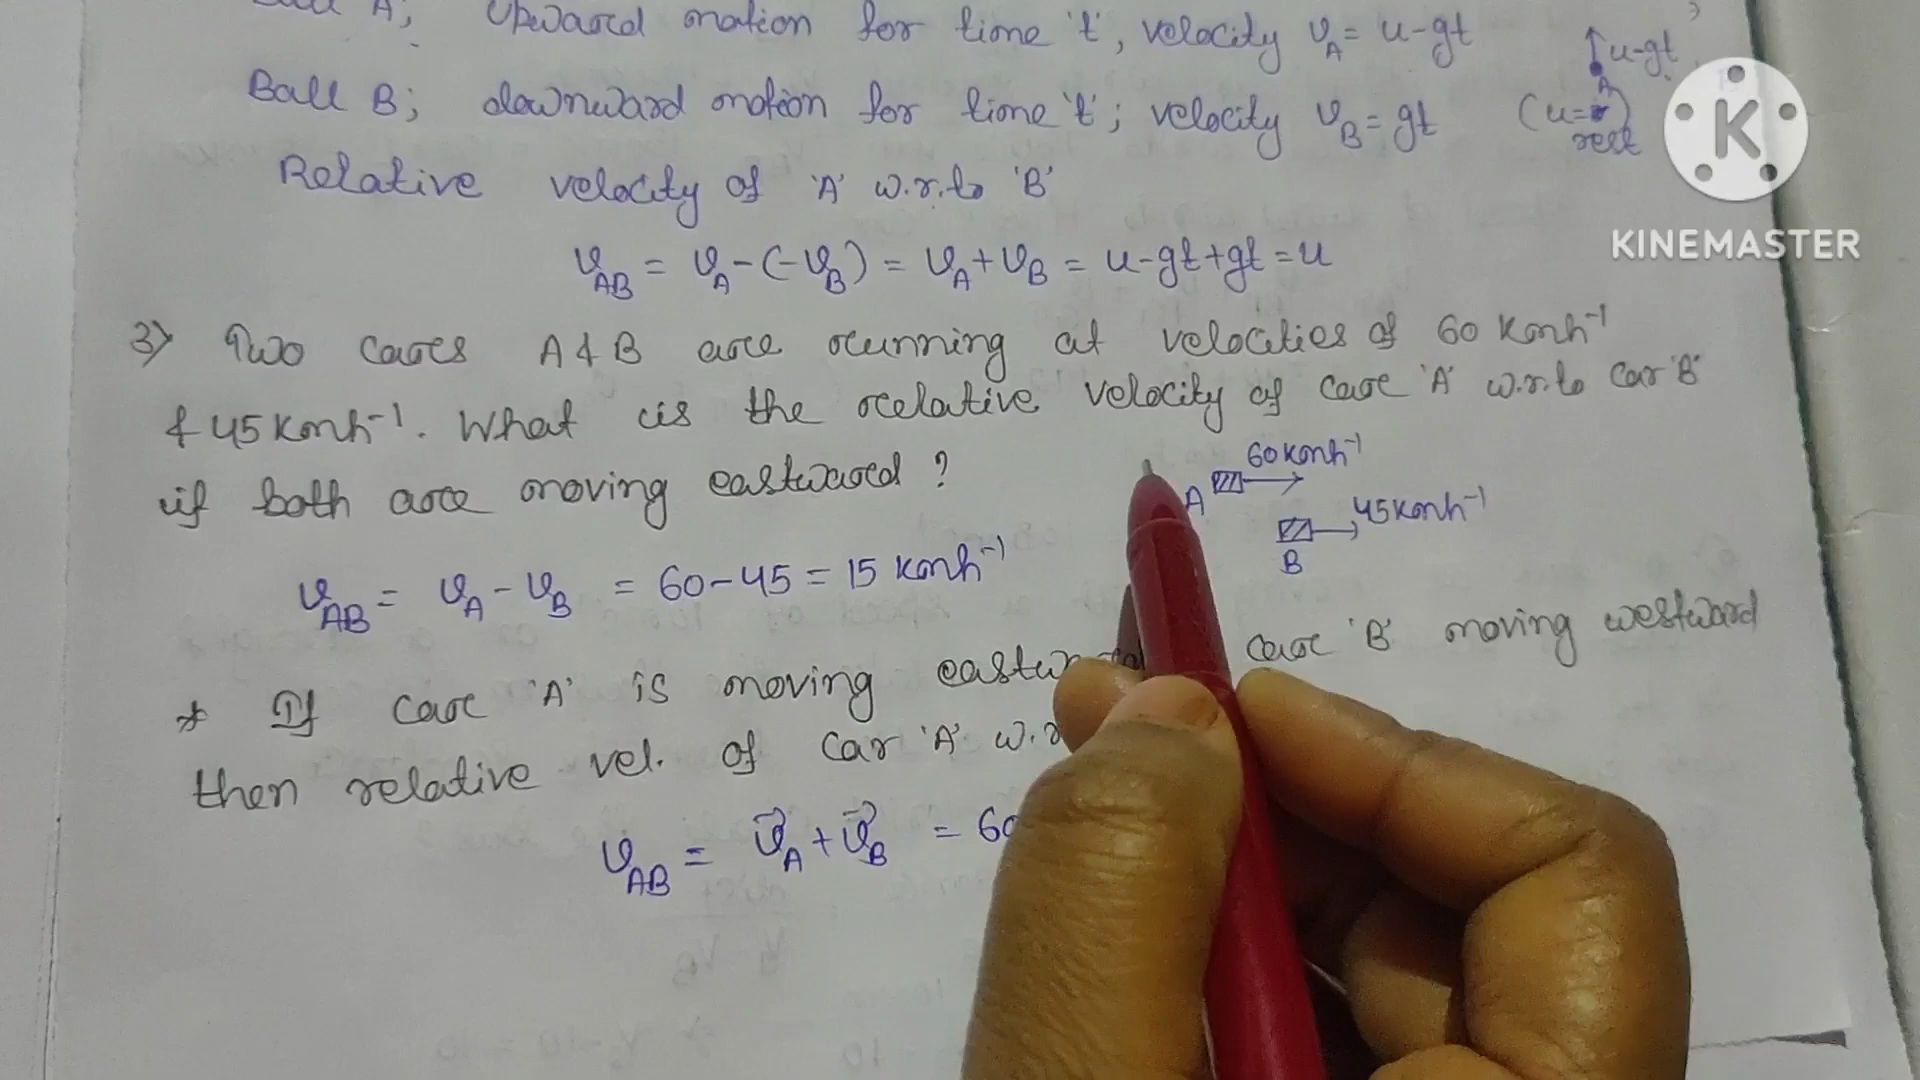 A; upward motion for time 't', velocity v_A = u-gt
u-gt
A
Ball B; downward motion for time 't'; velocity v_B = gt
rest
Relative velocity of 'A' w.r.to 'B'
v_AB = v_A-(-v_B) = v_A+v_B = u-gt+gt = u
K
KINEMASTER
3) Two cars A & B are running at velocities of 60 Kmh⁻¹
& 45 Kmh⁻¹. What is the relative velocity of car 'A' w.r.to car 'B'
if both are moving eastward ?
A 60 Kmh⁻¹
B 45 Kmh⁻¹
v_AB = v_A - v_B = 60-45 = 15 Kmh⁻¹
* If car 'A' is moving car 'B' moving westward
then relative vel. of car 'A'
v_AB = v⃗_A + v⃗_B = 60